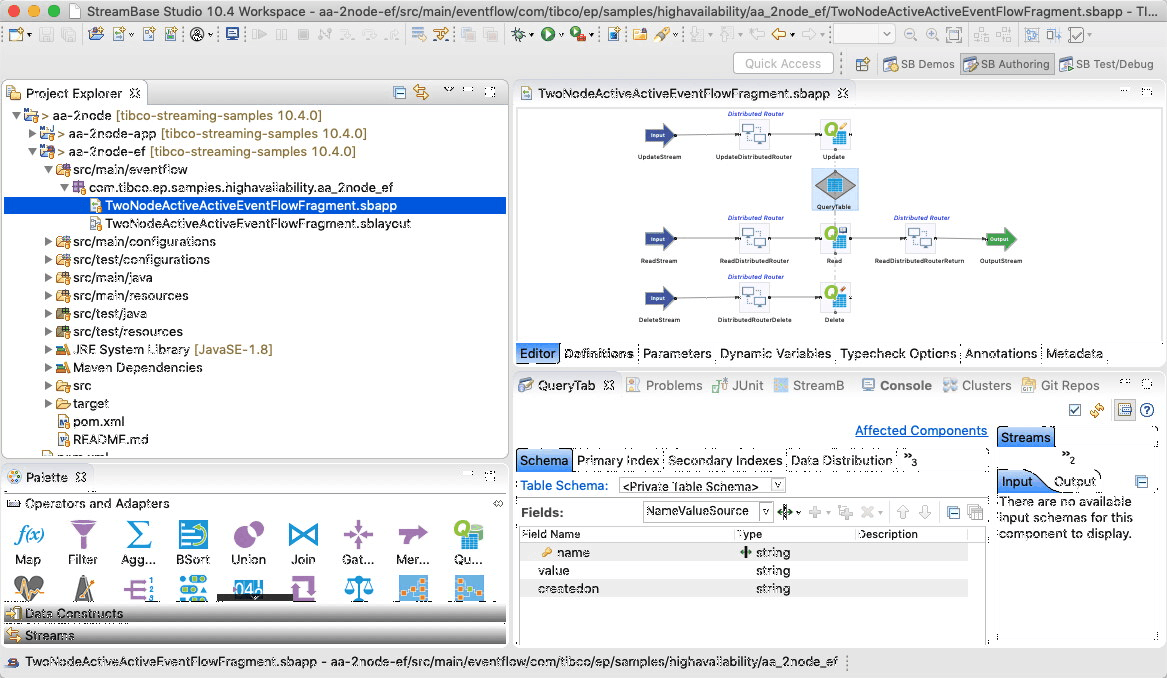 StreamBase Studio 10.4 Workspace - aa-2node-ef/src/main/eventflow/com/tibco/ep/samples/highavailability/aa_2node_ef/TwoNodeActiveActiveEventFlowFragment.sbapp - TI...
Quick Access
SB Demos
SB Authoring
SB Test/Debug
Project Explorer
> aa-2node [tibco-streaming-samples 10.4.0]
> aa-2node-app [tibco-streaming-samples 10.4.0]
> aa-2node-ef [tibco-streaming-samples 10.4.0]
src/main/eventflow
com.tibco.ep.samples.highavailability.aa_2node_ef
TwoNodeActiveActiveEventFlowFragment.sbapp
TwoNodeActiveActiveEventFlowFragment.sblayout
src/main/configurations
src/test/configurations
src/main/java
src/main/resources
src/test/java
src/test/resources
JRE System Library [JavaSE-1.8]
Maven Dependencies
src
target
pom.xml
README.md
TwoNodeActiveActiveEventFlowFragment.sbapp
Distributed Router
Input
UpdateStream
UpdateDistributedRouter
Update
QueryTable
Distributed Router
Distributed Router
Input
Output
ReadStream
ReadDistributedRouter
Read
ReadDistributedRouterReturn
OutputStream
Distributed Router
Input
DeleteStream
DistributedRouterDelete
Delete
Editor
Definitions
Parameters
Dynamic Variables
Typecheck Options
Annotations
Metadata
QueryTab
Problems
JUnit
StreamB
Console
Clusters
Git Repos
Affected Components
Schema
Primary Index
Secondary Indexes
Data Distribution
»3
Table Schema:
<Private Table Schema>
Fields:
NameValueSource
Field Name
Type
Description
name
string
value
string
createdon
string
Streams
»2
Input
Output
There are no available
input schemas for this
component to display.
Palette
Operators and Adapters
Map
Filter
Agg...
BSort
Union
Join
Gat...
Mer...
Qu...
Data Constructs
Streams
TwoNodeActiveActiveEventFlowFragment.sbapp - aa-2node-ef/src/main/eventflow/com/tibco/ep/samples/highavailability/aa_2node_ef